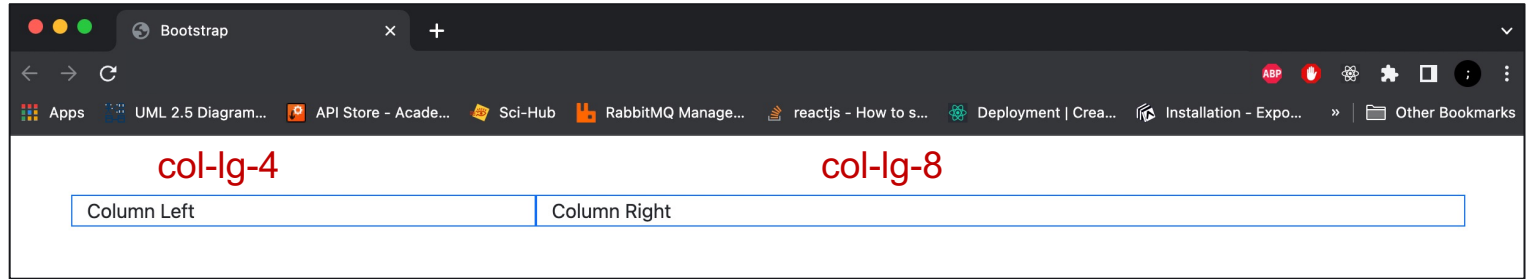 Bootstrap
ABP ;
Apps UML 2.5 Diagram... API Store - Acade... Sci-Hub RabbitMQ Manage... reactjs - How to s... Deployment | Crea... Installation - Expo... » Other Bookmarks
col-lg-4 col-lg-8
Column Left Column Right